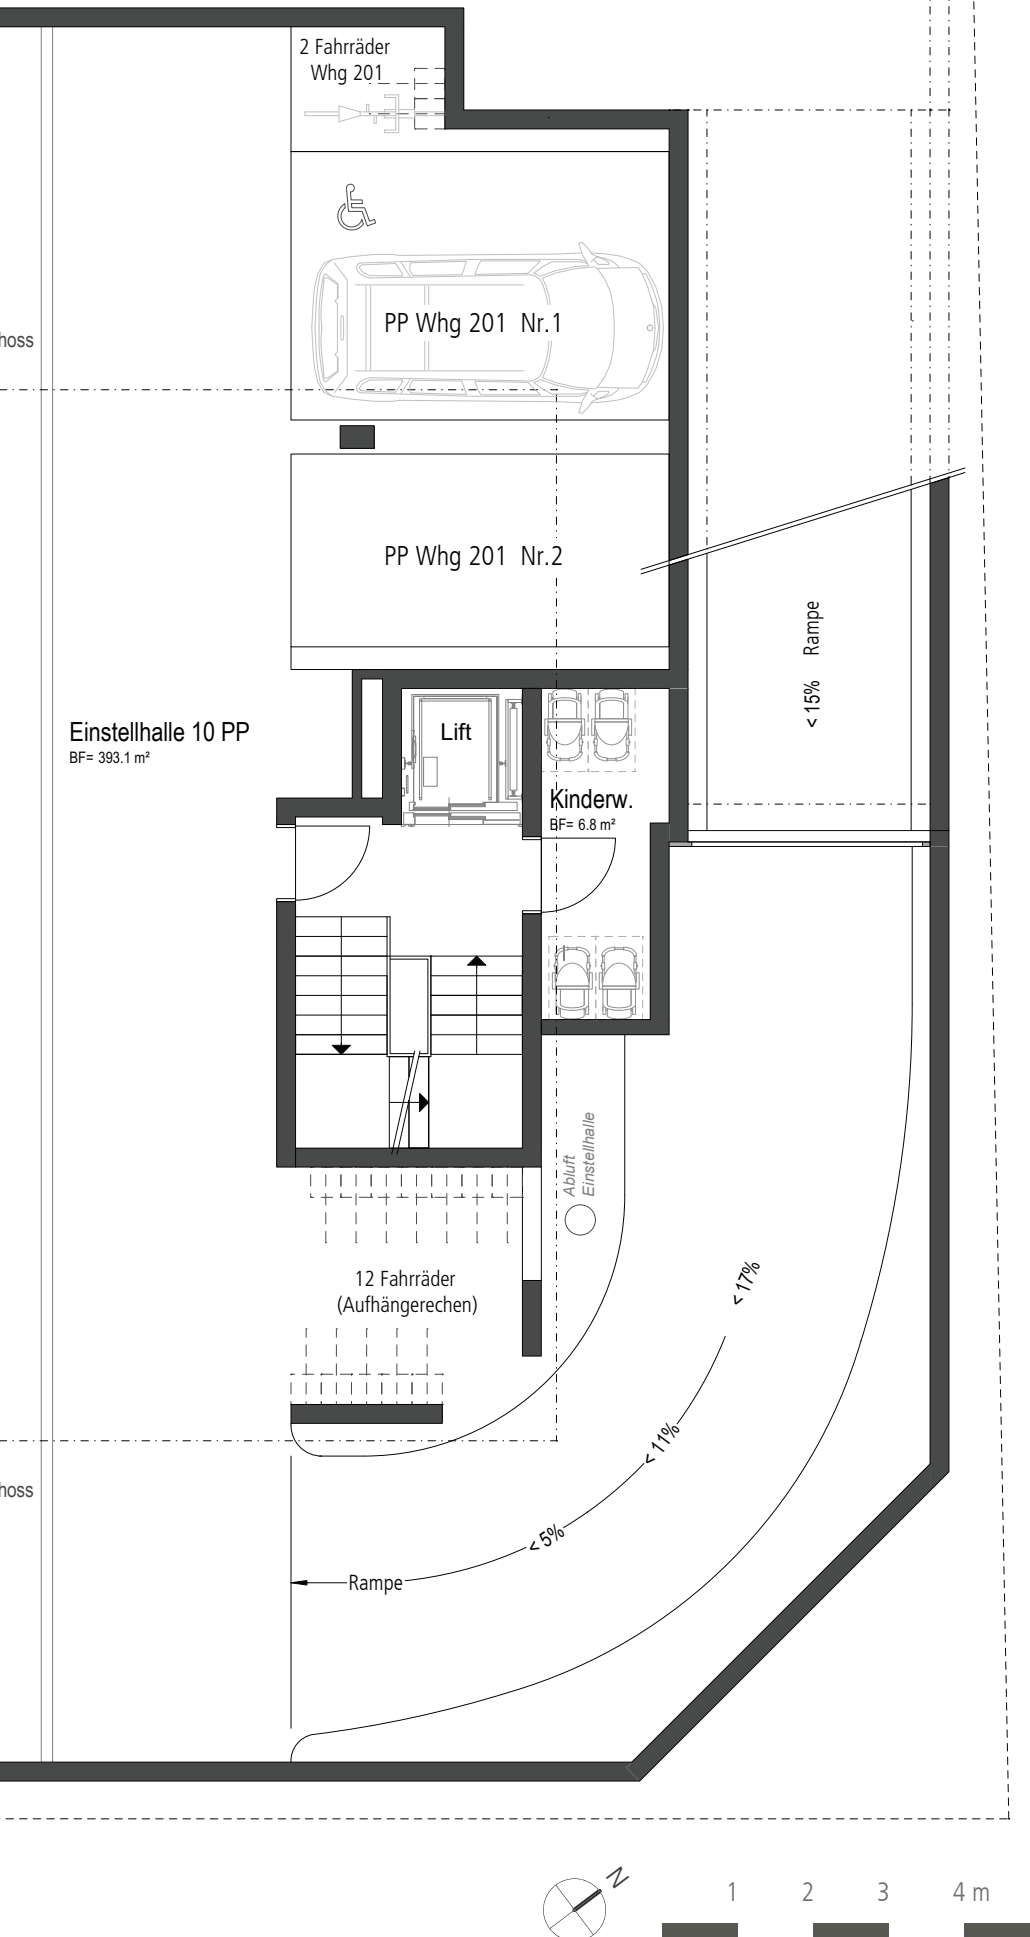 2 Fahrräder
Whg 201
PP Whg 201 Nr.1
hoss
PP Whg 201 Nr.2
< 15% Rampe
Einstellhalle 10 PP
BF= 393.1 m²
Lift
Kinderw.
BF= 6.8 m²
Abluft
Einstellhalle
12 Fahrräder
(Aufhängerechen)
< 17%
< 11%
hoss
< 5%
Rampe
N
1 2 3 4 m